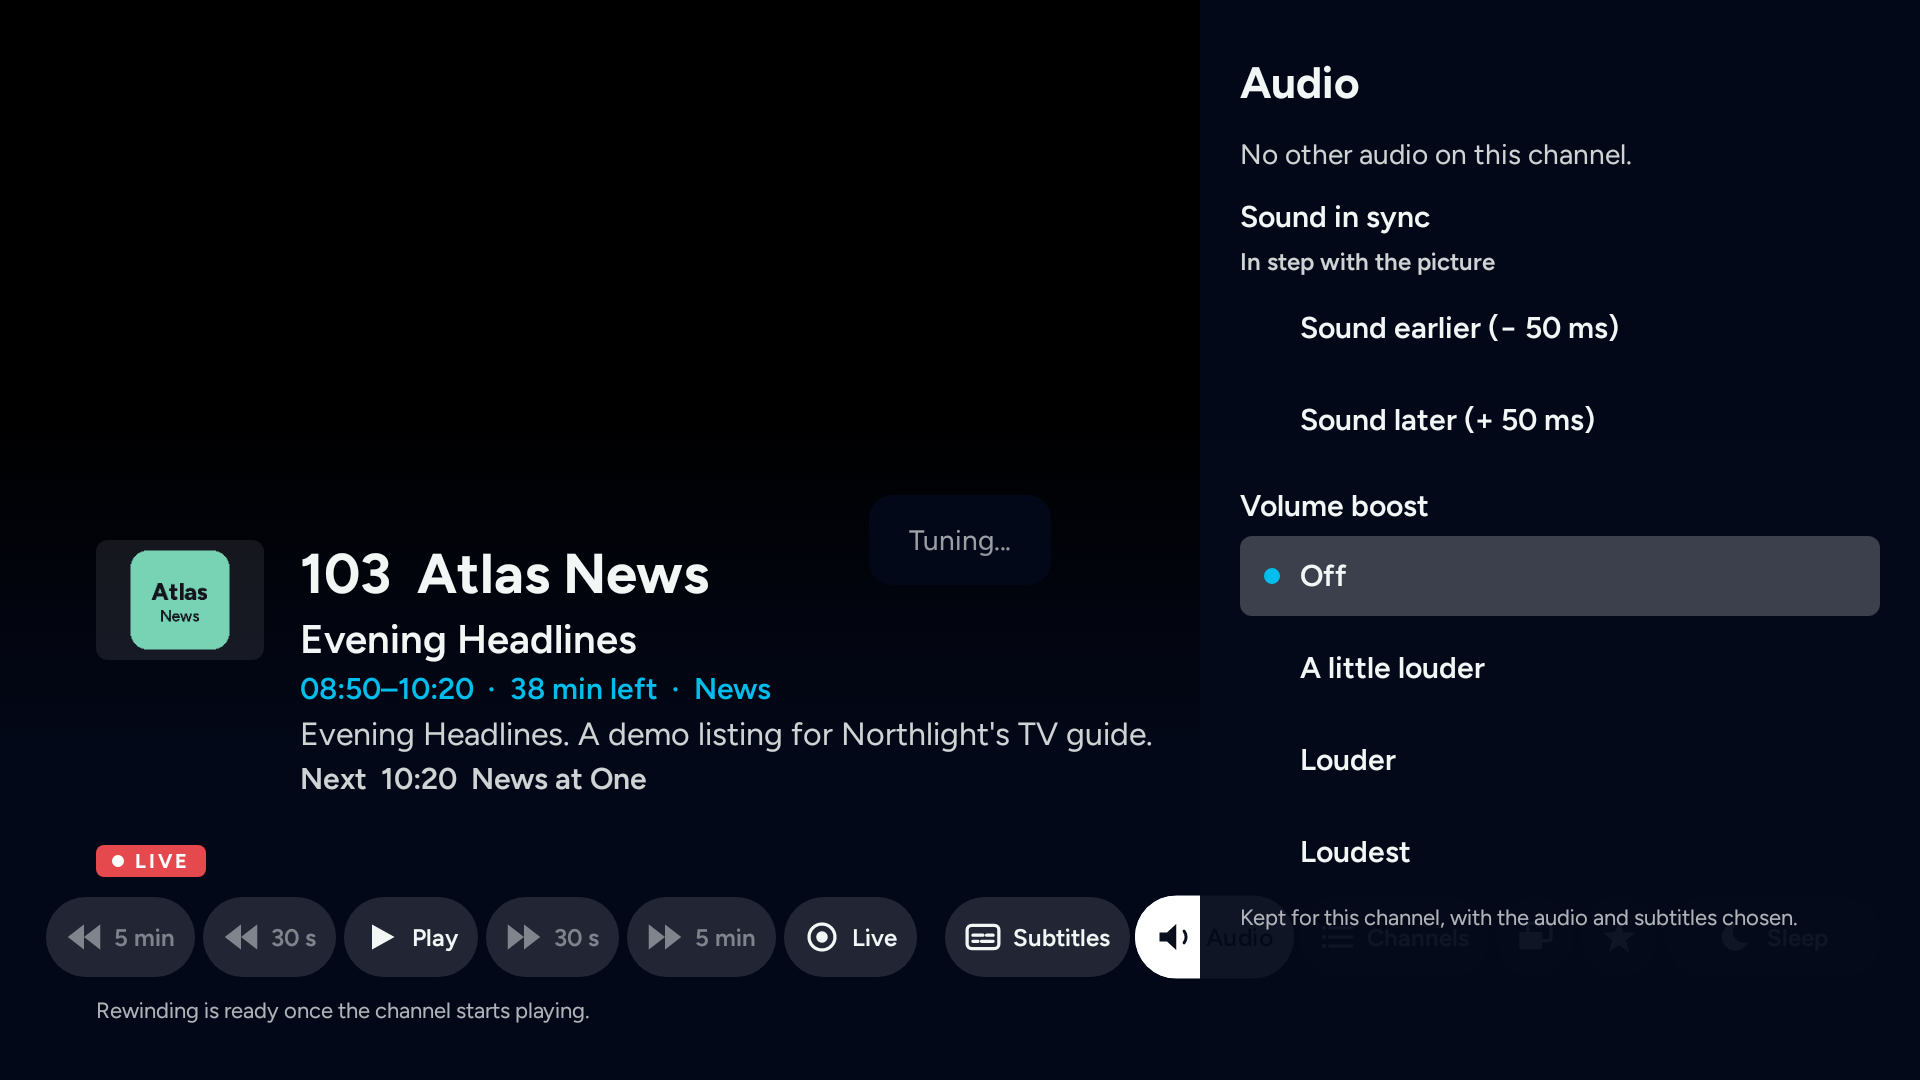 Audio
No other audio on this channel.
Sound in sync
In step with the picture
Sound earlier (− 50 ms)
Sound later (+ 50 ms)
Volume boost
Off
A little louder
Louder
Loudest
Kept for this channel, with the audio and subtitles chosen.
Tuning...
Atlas
News
103 Atlas News
Evening Headlines
08:50–10:20 · 38 min left · News
Evening Headlines. A demo listing for Northlight's TV guide.
Next 10:20 News at One
LIVE
5 min 30 s Play 30 s 5 min Live Subtitles Audio Channels Sleep
Rewinding is ready once the channel starts playing.